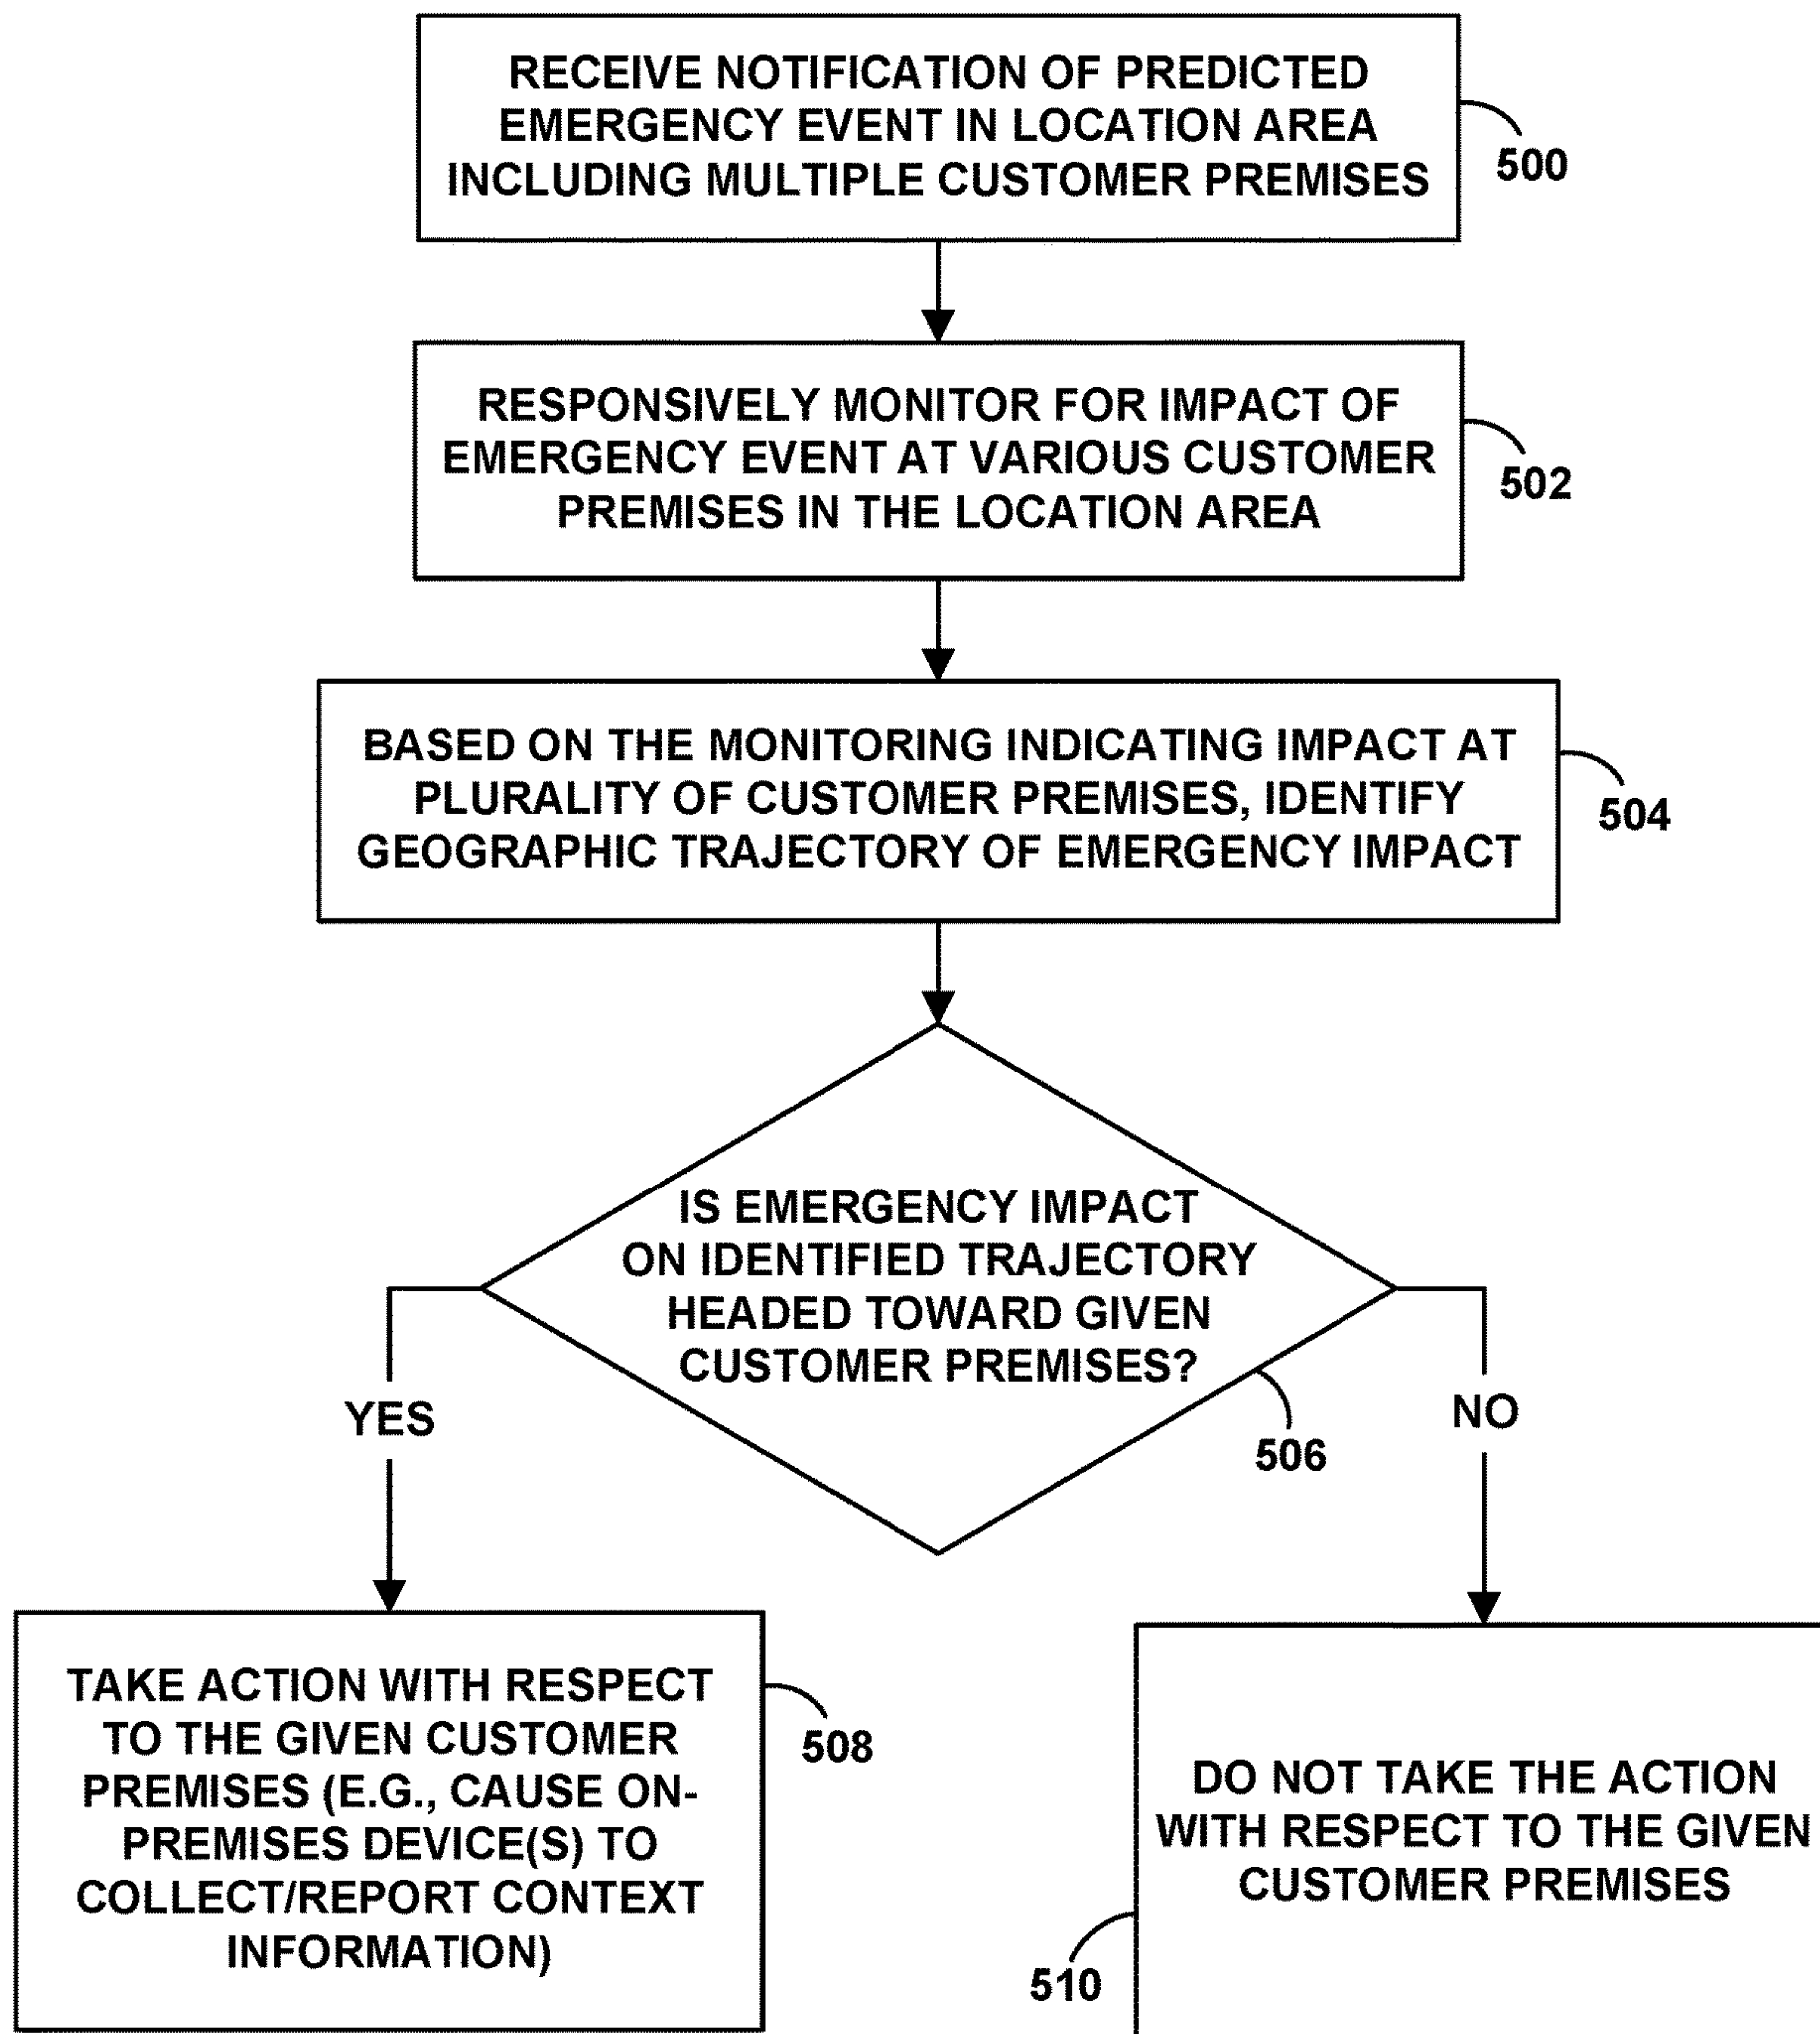 RECEIVE NOTIFICATION OF PREDICTED
EMERGENCY EVENT IN LOCATION AREA
INCLUDING MULTIPLE CUSTOMER PREMISES
500
RESPONSIVELY MONITOR FOR IMPACT OF
EMERGENCY EVENT AT VARIOUS CUSTOMER
PREMISES IN THE LOCATION AREA
502
BASED ON THE MONITORING INDICATING IMPACT AT
PLURALITY OF CUSTOMER PREMISES, IDENTIFY
GEOGRAPHIC TRAJECTORY OF EMERGENCY IMPACT
504
IS EMERGENCY IMPACT
ON IDENTIFIED TRAJECTORY
HEADED TOWARD GIVEN
CUSTOMER PREMISES?
506
YES
NO
TAKE ACTION WITH RESPECT
TO THE GIVEN CUSTOMER
PREMISES (E.G., CAUSE ON-
PREMISES DEVICE(S) TO
COLLECT/REPORT CONTEXT
INFORMATION)
508
DO NOT TAKE THE ACTION
WITH RESPECT TO THE GIVEN
CUSTOMER PREMISES
510